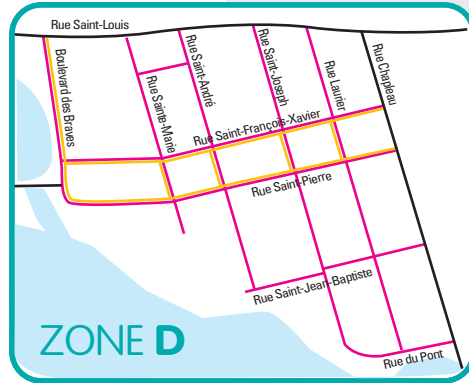 Rue Saint-Louis
Boulevard des Braves
Rue Sainte-Marie
Rue Saint-André
Rue Saint-Joseph
Rue Laurier
Rue Chapleau
Rue Saint-François-Xavier
Rue Saint-Pierre
Rue Saint-Jean-Baptiste
Rue du Pont
ZONE D